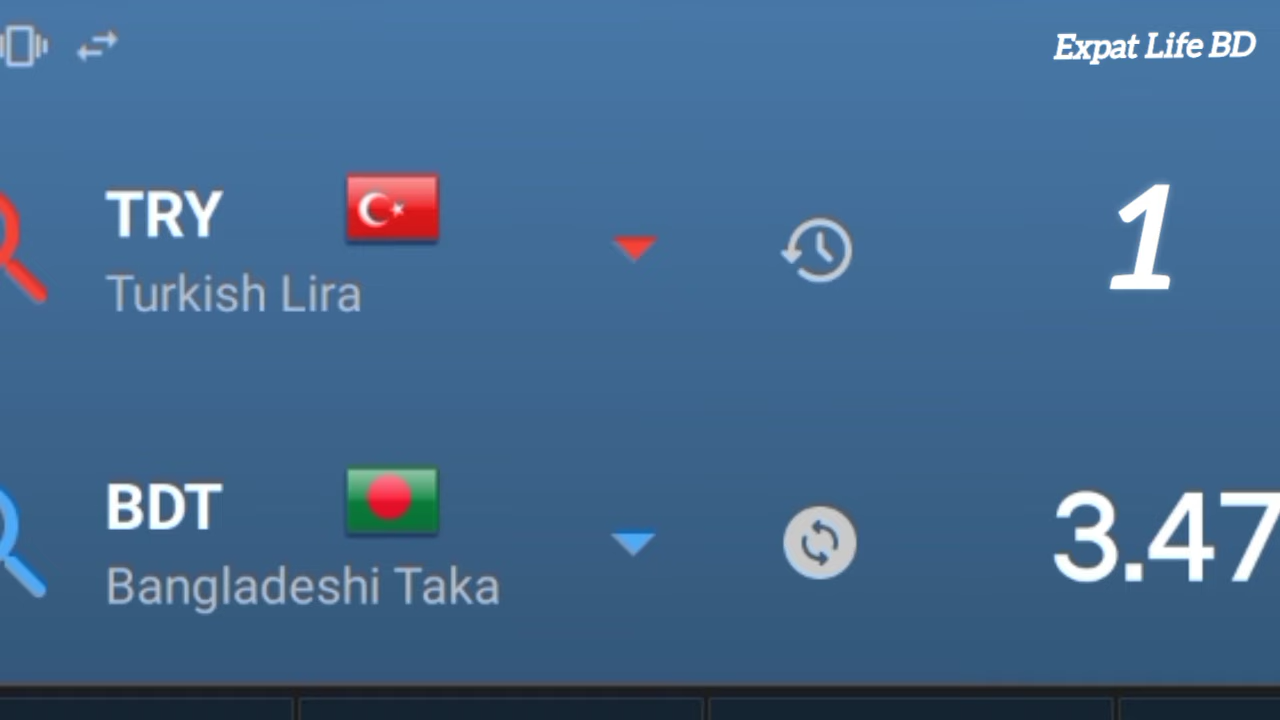 Expat Life BD
TRY
1
Turkish Lira
BDT
3.47
Bangladeshi Taka